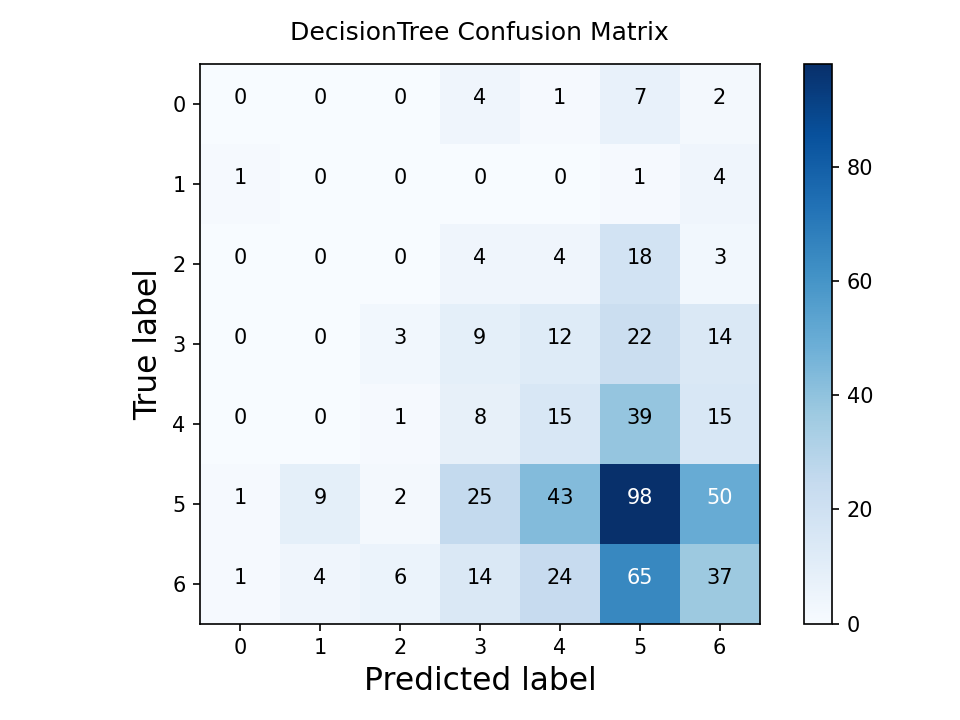 DecisionTree Confusion Matrix
0 0 0 0 4 1 7 2
1 1 0 0 0 0 1 4
2 0 0 0 4 4 18 3
3 0 0 3 9 12 22 14
4 0 0 1 8 15 39 15
5 1 9 2 25 43 98 50
6 1 4 6 14 24 65 37
0 1 2 3 4 5 6
True label
Predicted label
80
60
40
20
0